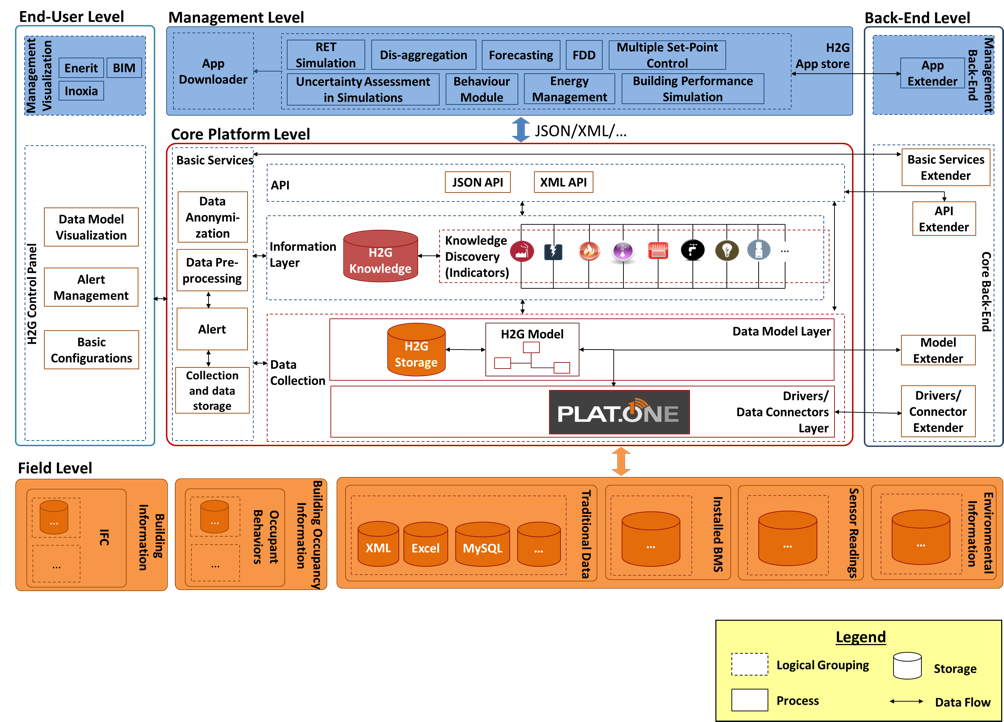 End-User Level
Management Level
Back-End Level
Management
Visualization
Enerit
BIM
Inoxia
App
Downloader
RET
Simulation
Dis-aggregation
Forecasting
FDD
Multiple Set-Point
Control
Uncertainty Assessment
in Simulations
Behaviour
Module
Energy
Management
Building Performance
Simulation
H2G
App store
App
Extender
Management
Back-End
JSON/XML/...
Core Platform Level
H2G Control Panel
Data Model
Visualization
Alert
Management
Basic
Configurations
Basic Services
Data
Anonymi-
zation
Data Pre-
processing
Alert
Collection
and data
storage
API
JSON API
XML API
Information
Layer
H2G
Knowledge
Knowledge
Discovery
(Indicators)
...
Data
Collection
H2G
Storage
H2G Model
Data Model Layer
PLAT.ONE
Drivers/
Data Connectors
Layer
Basic Services
Extender
API
Extender
Core Back-End
Model
Extender
Drivers/
Connector
Extender
Field Level
...
...
IFC
Building
Information
...
...
Occupant
Behaviors
Building Occupancy
Information
XML
Excel
MySQL
...
Traditional Data
...
Installed BMS
...
Sensor Readings
...
Environmental
Information
Legend
Logical Grouping
Storage
Process
Data Flow